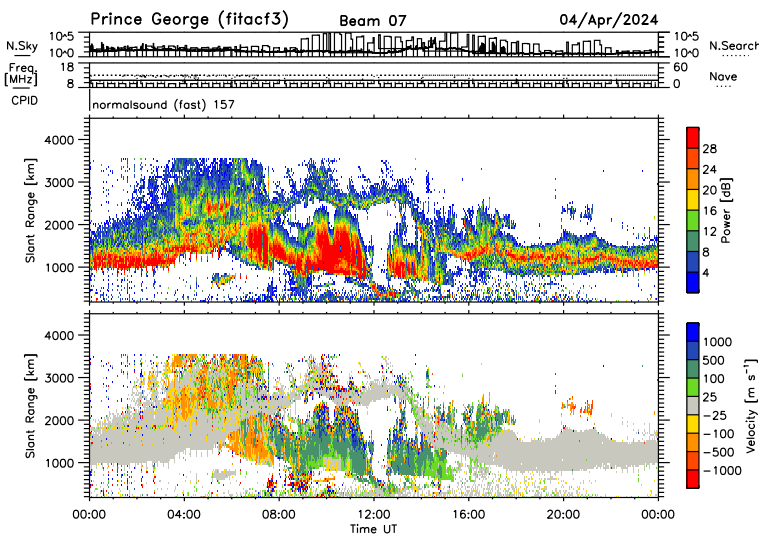 Prince George (fitacf3) Beam 07 04/Apr/2024
N.Sky 10^5 10^0 10^5 10^0 N.Search
Freq [MHz] 18 8 60 0 Nave
CPID normalsound (fast) 157
Slant Range [km] 4000 3000 2000 1000
Power [dB] 28 24 20 16 12 8 4
Slant Range [km] 4000 3000 2000 1000
Velocity [m s⁻¹] 1000 500 100 25 −25 −100 −500 −1000
00:00 04:00 08:00 12:00 16:00 20:00 00:00
Time UT